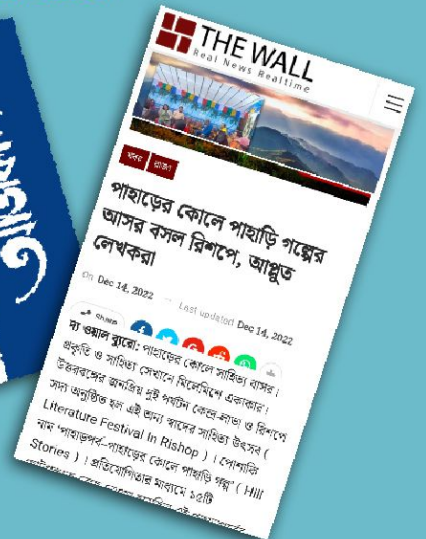 THE WALL
Real News Realtime
খবর
রাজ্য
পাহাড়ের কোলে পাহাড়ি গল্পের
আসর বসল রিশপে, আপ্লুত
লেখকরা
On Dec 14, 2022
Last updated Dec 14, 2022
Share
দ্য ওয়াল ব্যুরো: পাহাড়ের কোলে সাহিত্য বাসর।
প্রকৃতি ও সাহিত্য সেখানে মিলেমিশে একাকার।
উত্তরবঙ্গের জনপ্রিয় দুই পর্যটন কেন্দ্র-লাভা ও রিশপে
সদ্য অনুষ্ঠিত হল এই অন্য স্বাদের সাহিত্য উৎসব (
Literature Festival In Rishop ) । পোশাকি
নাম 'পাহাড়পর্ব-পাহাড়ের কোলে পাহাড়ি গল্প' ( Hill
Stories ) । প্রতিযোগিতার মাধ্যমে ১৫টি